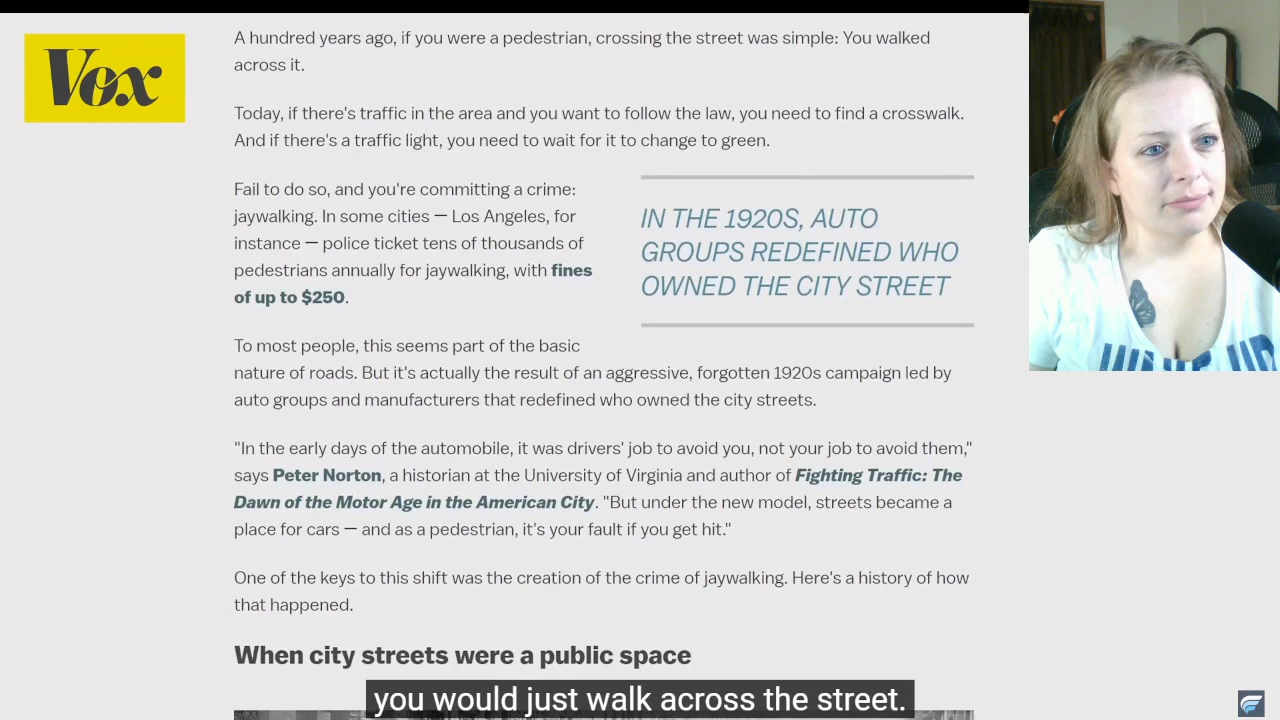 Vox
A hundred years ago, if you were a pedestrian, crossing the street was simple: You walked
across it.
Today, if there's traffic in the area and you want to follow the law, you need to find a crosswalk.
And if there's a traffic light, you need to wait for it to change to green.
Fail to do so, and you're committing a crime:
jaywalking. In some cities — Los Angeles, for
instance — police ticket tens of thousands of
pedestrians annually for jaywalking, with fines
of up to $250.
IN THE 1920S, AUTO
GROUPS REDEFINED WHO
OWNED THE CITY STREET
To most people, this seems part of the basic
nature of roads. But it's actually the result of an aggressive, forgotten 1920s campaign led by
auto groups and manufacturers that redefined who owned the city streets.
"In the early days of the automobile, it was drivers' job to avoid you, not your job to avoid them,"
says Peter Norton, a historian at the University of Virginia and author of Fighting Traffic: The
Dawn of the Motor Age in the American City. "But under the new model, streets became a
place for cars — and as a pedestrian, it's your fault if you get hit."
One of the keys to this shift was the creation of the crime of jaywalking. Here's a history of how
that happened.
When city streets were a public space
you would just walk across the street.